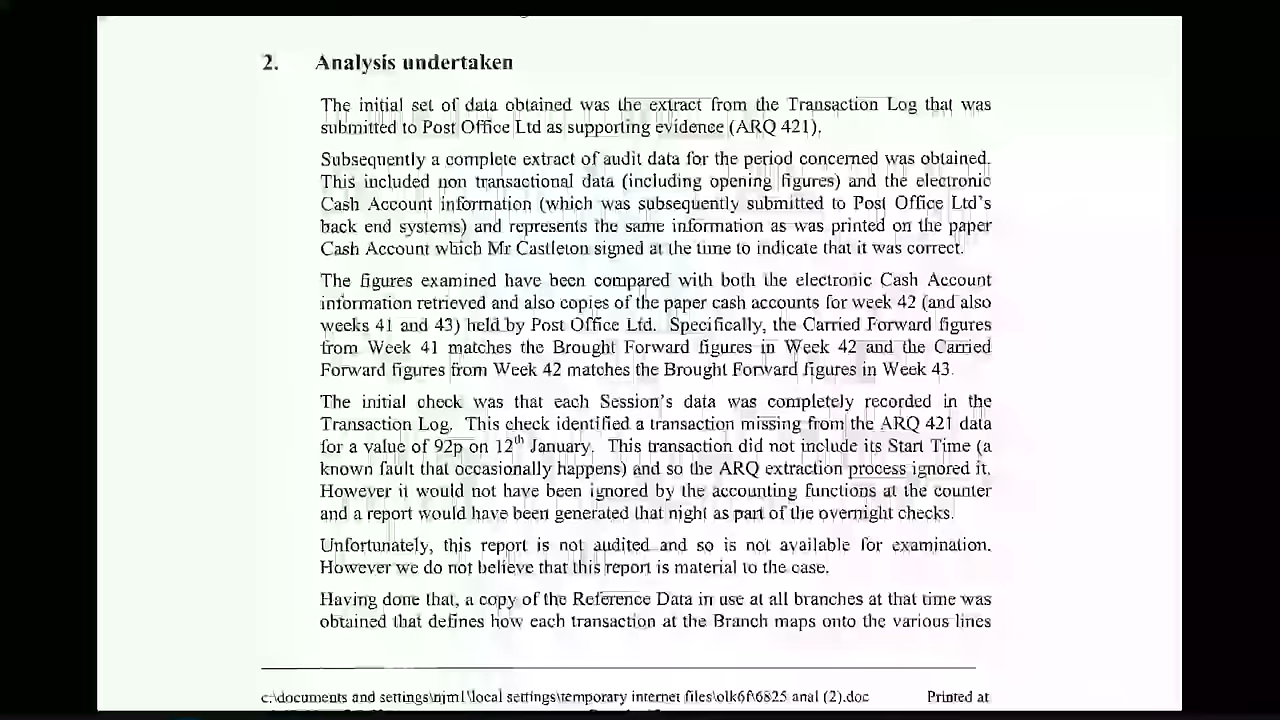 2. Analysis undertaken
The initial set of data obtained was the extract from the Transaction Log that was
submitted to Post Office Ltd as supporting evidence (ARQ 421).
Subsequently a complete extract of audit data for the period concerned was obtained.
This included non transactional data (including opening figures) and the electronic
Cash Account information (which was subsequently submitted to Post Office Ltd's
back end systems) and represents the same information as was printed on the paper
Cash Account which Mr Castleton signed at the time to indicate that it was correct.
The figures examined have been compared with both the electronic Cash Account
information retrieved and also copies of the paper cash accounts for week 42 (and also
weeks 41 and 43) held by Post Office Ltd. Specifically, the Carried Forward figures
from Week 41 matches the Brought Forward figures in Week 42 and the Carried
Forward figures from Week 42 matches the Brought Forward figures in Week 43.
The initial check was that each Session's data was completely recorded in the
Transaction Log. This check identified a transaction missing from the ARQ 421 data
for a value of 92p on 12th January. This transaction did not include its Start Time (a
known fault that occasionally happens) and so the ARQ extraction process ignored it.
However it would not have been ignored by the accounting functions at the counter
and a report would have been generated that night as part of the overnight checks.
Unfortunately, this report is not audited and so is not available for examination.
However we do not believe that this report is material to the case.
Having done that, a copy of the Reference Data in use at all branches at that time was
obtained that defines how each transaction at the Branch maps onto the various lines
c:\documents and settings\njm1\local settings\temporary internet files\olk6f\6825 anal (2).doc Printed at